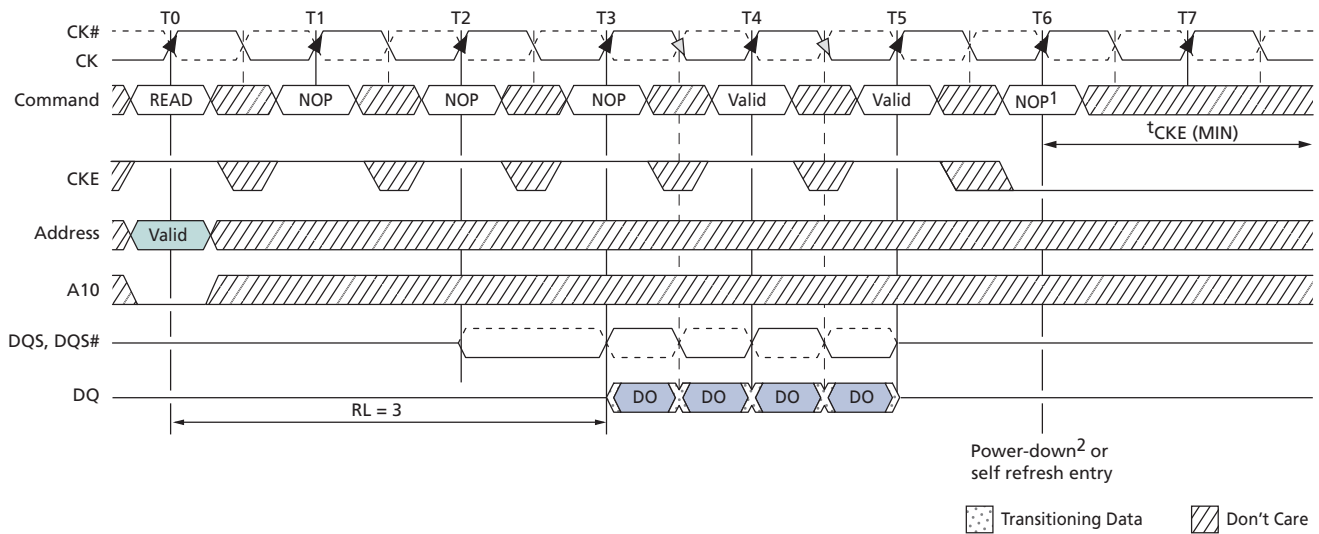 T0 T1 T2 T3 T4 T5 T6 T7
CK#
CK
Command READ NOP NOP NOP Valid Valid NOP1
tCKE (MIN)
CKE
Address Valid
A10
DQS, DQS#
DQ DO DO DO DO
RL = 3
Power-down2 or
self refresh entry
Transitioning Data Don't Care